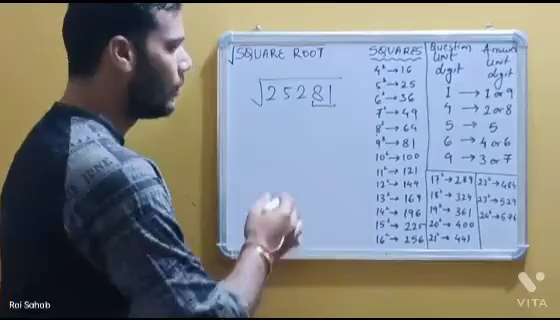 √SQUARE ROOT
√25281
SQUARES
4²→16
5²→25
6²→36
7²→49
8²→64
9²→81
10²→100
11²→121
12²→144
13²→169
14²→196
15²→225
16²→256
Question
unit
digit
Answer
unit
digit
1 → 1 or 9
4 → 2 or 8
5 → 5
6 → 4 or 6
9 → 3 or 7
17²→289
18²→324
19²→361
20²→400
21²→441
22²→484
23²→529
24²→576
Roi Sahab
VITA